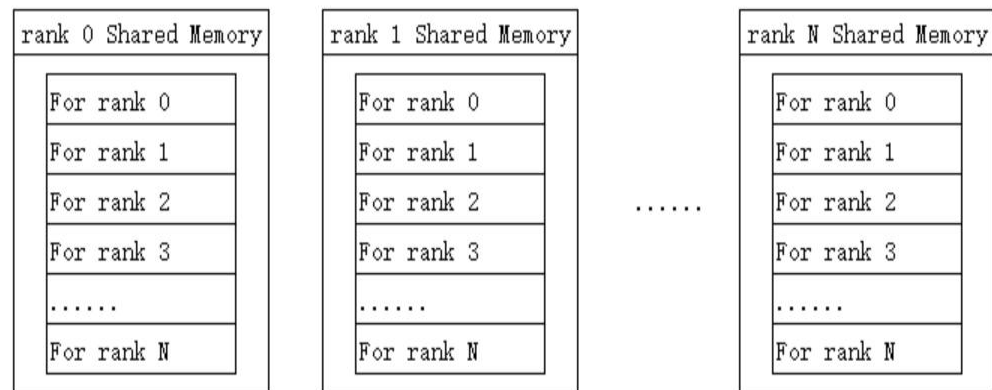 rank 0 Shared Memory
For rank 0
For rank 1
For rank 2
For rank 3
......
For rank N
rank 1 Shared Memory
For rank 0
For rank 1
For rank 2
For rank 3
......
For rank N
......
rank N Shared Memory
For rank 0
For rank 1
For rank 2
For rank 3
......
For rank N